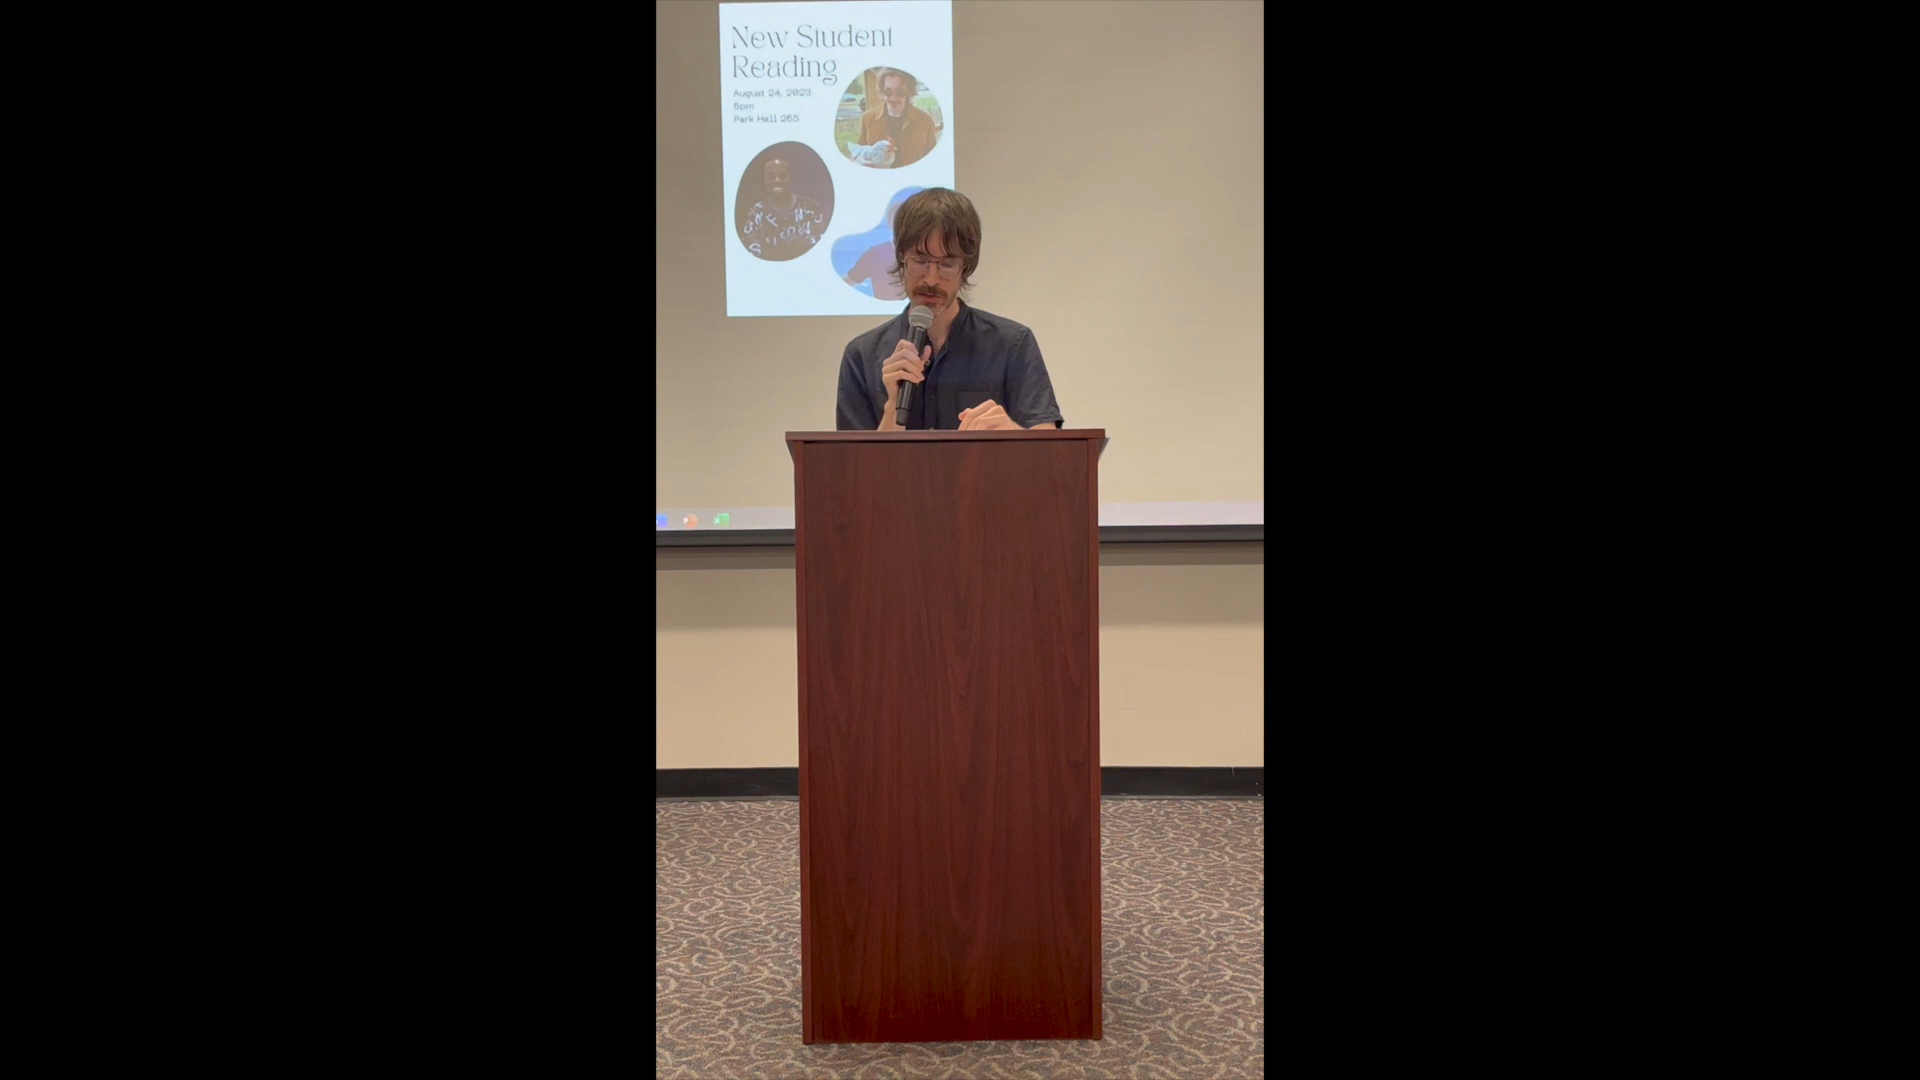 New Student
Reading
August 24, 2023
6pm
Park Hall 265